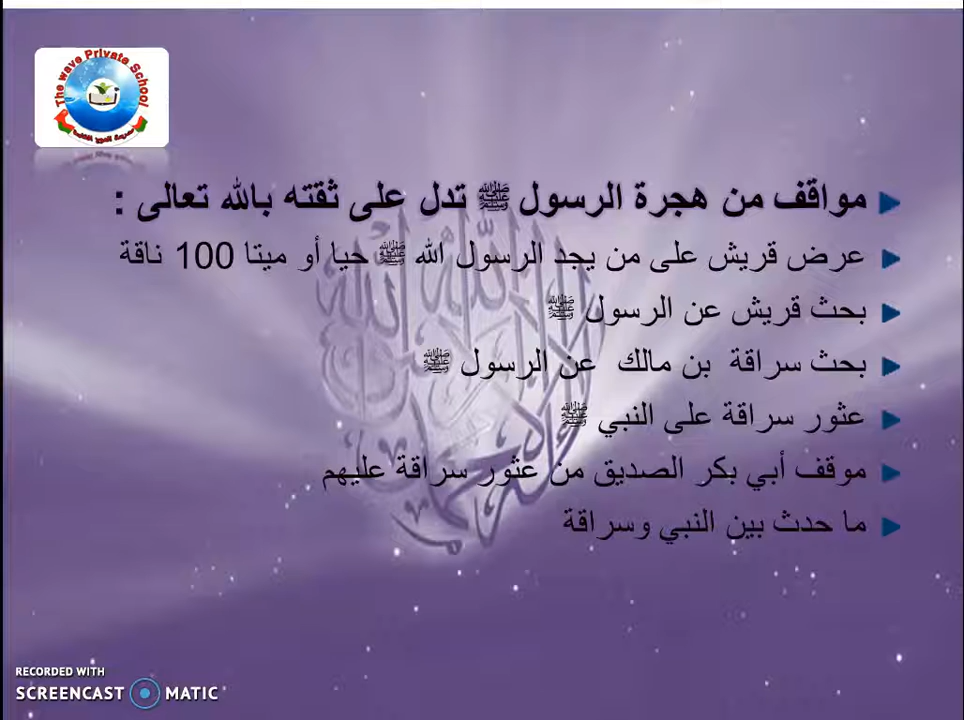 The wave Private School
مواقف من هجرة الرسول ﷺ تدل على ثقته بالله تعالى :
عرض قريش على من يجد الرسول الله ﷺ حيا أو ميتا 100 ناقة
بحث قريش عن الرسول ﷺ
بحث سراقة بن مالك عن الرسول ﷺ
عثور سراقة على النبي ﷺ
موقف أبي بكر الصديق من عثور سراقة عليهم
ما حدث بين النبي وسراقة
RECORDED WITH
SCREENCAST MATIC